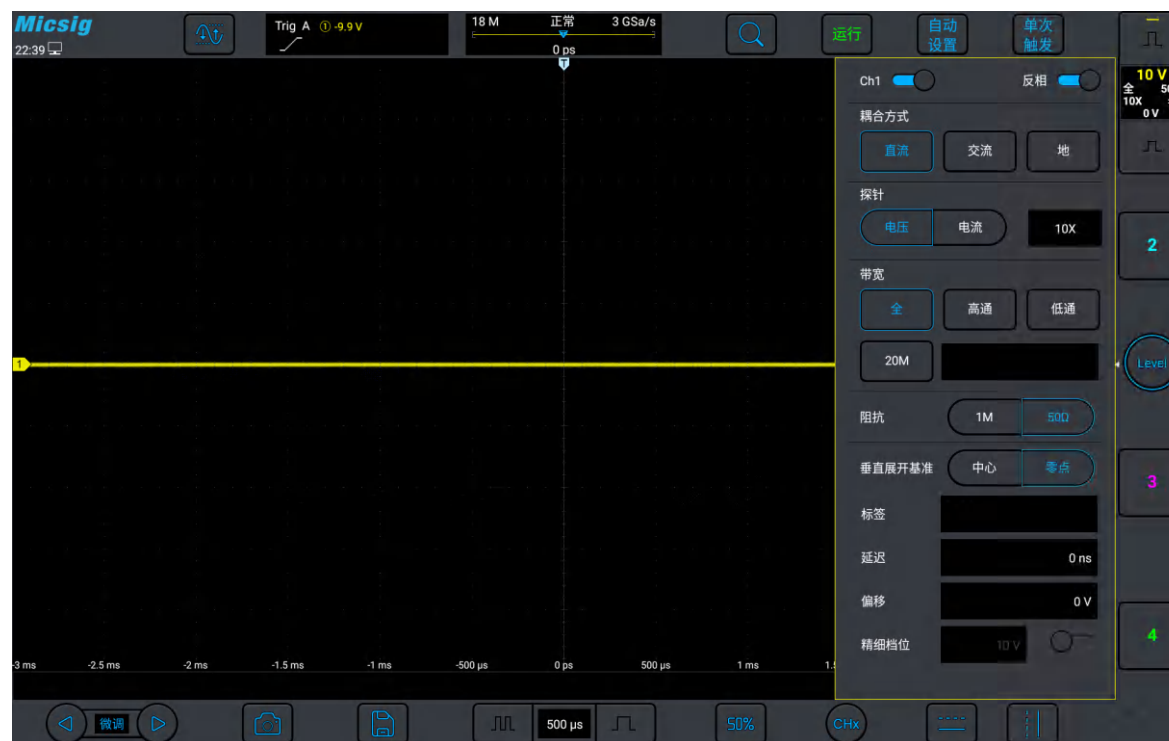 Micsig
22:39
Trig A ① -9.9 V
18 M 正常 3 GSa/s
0 ps
运行
自动
设置
单次
触发
T
Ch1 反相
10 V
全 50
10X
0 V
耦合方式
直流 交流 地
探针
电压 电流 10X
2
带宽
全 高通 低通
20M
1
Level
阻抗 1M 50Ω
垂直展开基准 中心 零点
3
标签
延迟 0 ns
偏移 0 V
精细档位 10 V
4
-3 ms -2.5 ms -2 ms -1.5 ms -1 ms -500 μs 0 ps 500 μs 1 ms 1.
微调 500 μs 50% CHx